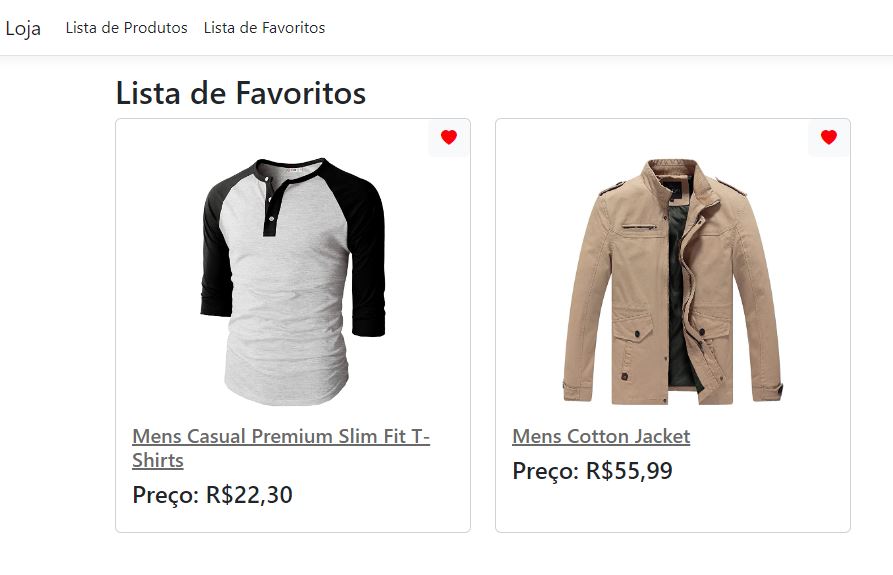 Loja Lista de Produtos Lista de Favoritos
Lista de Favoritos
Mens Casual Premium Slim Fit T-
Shirts
Preço: R$22,30
Mens Cotton Jacket
Preço: R$55,99